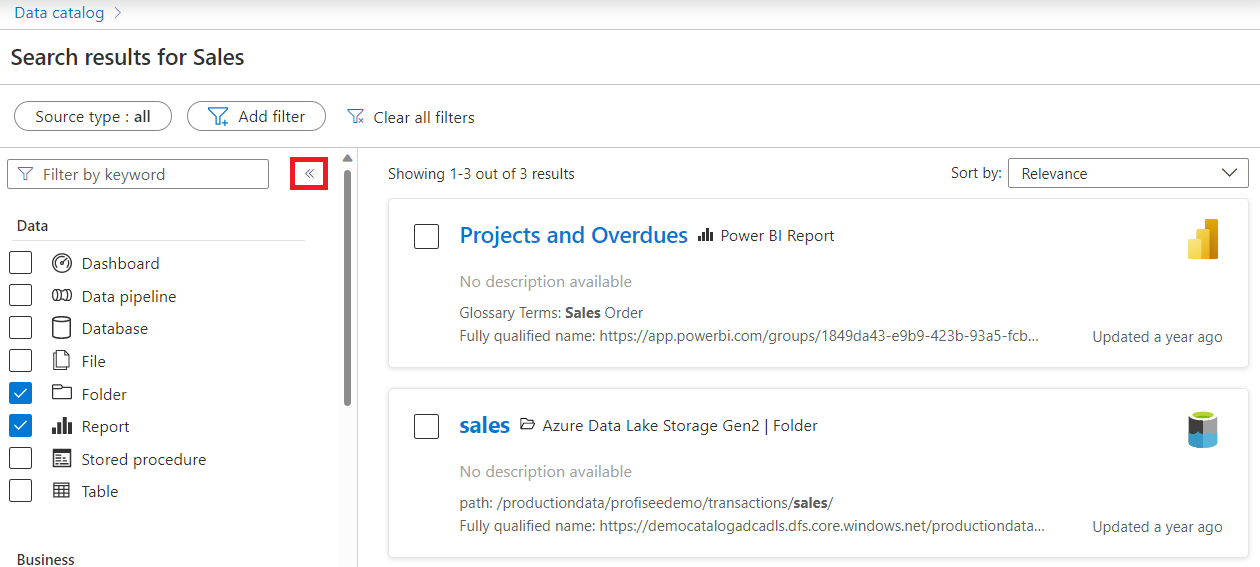 Data catalog
Search results for Sales
Source type : all
Add filter
Clear all filters
Filter by keyword
Data
Dashboard
Data pipeline
Database
File
Folder
Report
Stored procedure
Table
Business
Showing 1-3 out of 3 results
Sort by: Relevance
Projects and Overdues Power BI Report
No description available
Glossary Terms: Sales Order
Fully qualified name: https://app.powerbi.com/groups/1849da43-e9b9-423b-93a5-fcb...
Updated a year ago
sales Azure Data Lake Storage Gen2 | Folder
No description available
path: /productiondata/profiseedemo/transactions/sales/
Fully qualified name: https://democatalogadcadls.dfs.core.windows.net/productiondata...
Updated a year ago